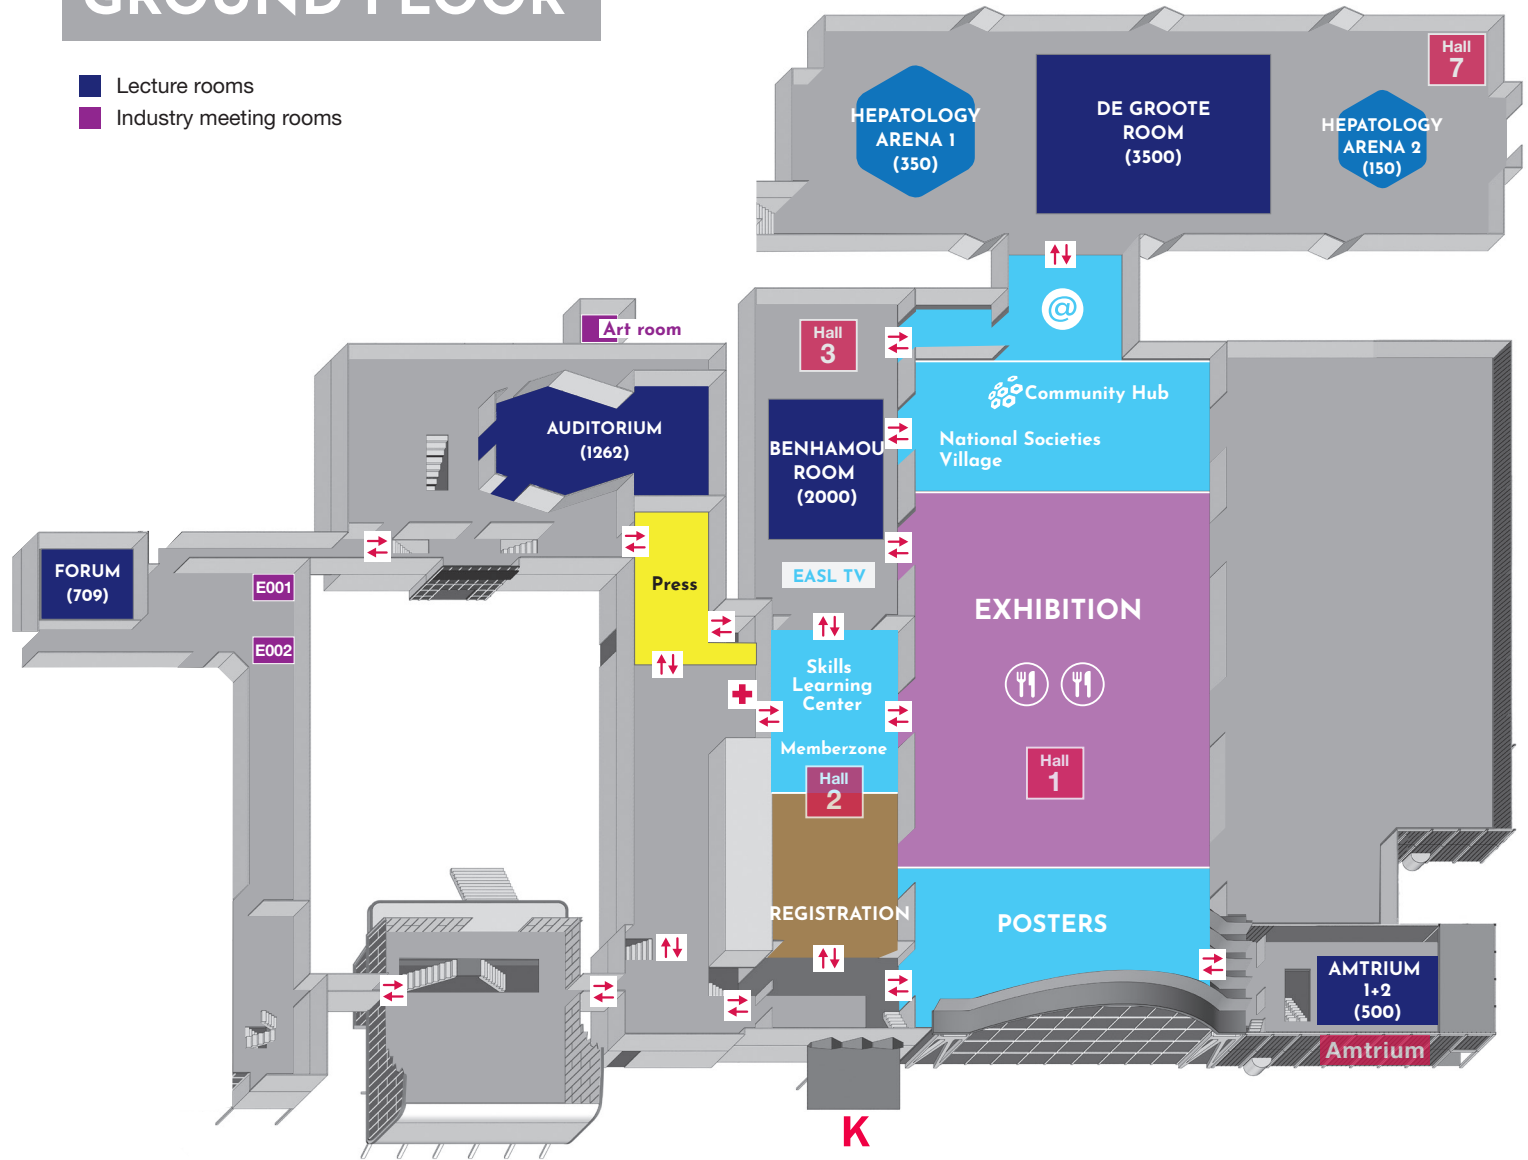 GROUND FLOOR
Lecture rooms
Industry meeting rooms
Hall
7
HEPATOLOGY
ARENA 1
(350)
DE GROOTE
ROOM
(3500)
HEPATOLOGY
ARENA 2
(150)
@
Art room
Hall
3
Community Hub
National Societies
Village
AUDITORIUM
(1262)
BENHAMOU
ROOM
(2000)
FORUM
(709)
E001
E002
Press
EASL TV
EXHIBITION
Skills
Learning
Center
Memberzone
Hall
2
Hall
1
REGISTRATION
POSTERS
AMTRIUM
1+2
(500)
Amtrium
K